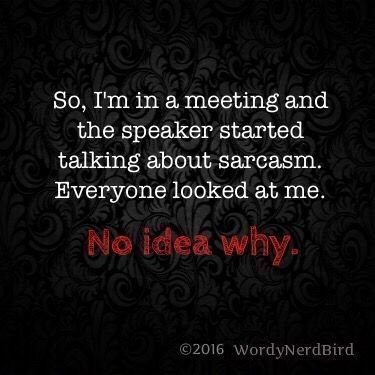 So, I'm in a meeting and
the speaker started
talking about sarcasm.
Everyone looked at me.
No idea why.
©2016 WordyNerdBird